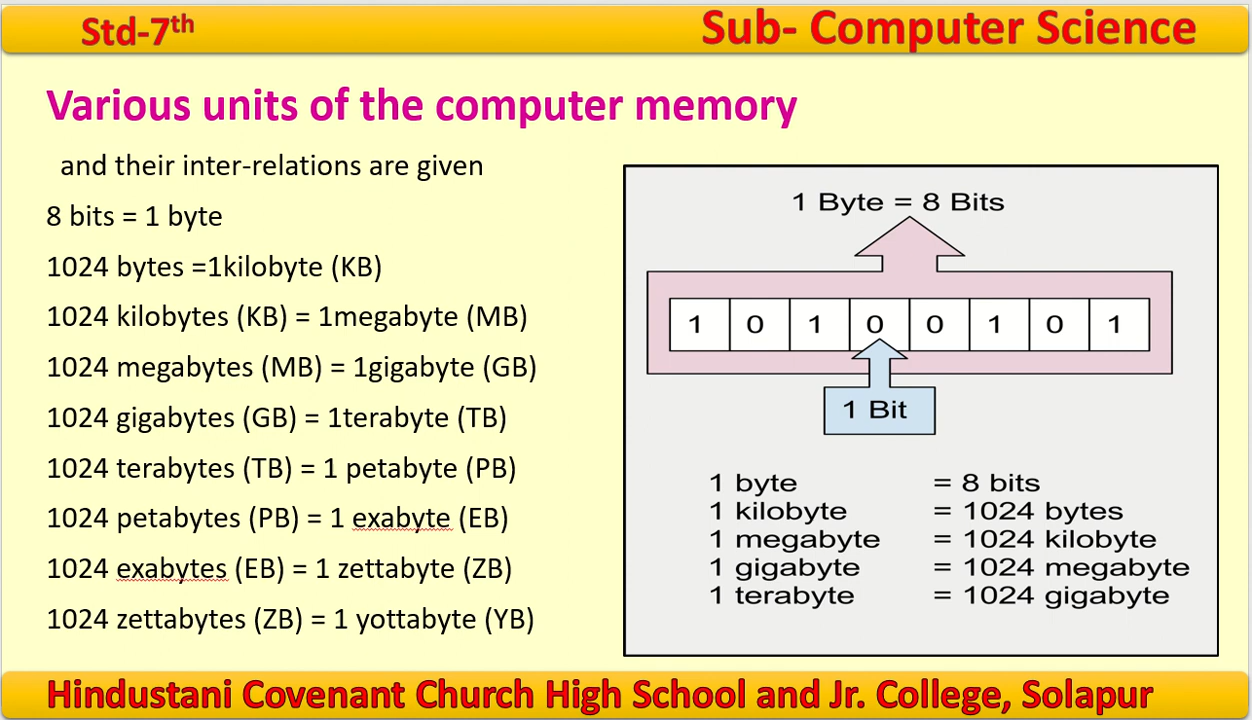 Std-7th
Sub- Computer Science
Various units of the computer memory
and their inter-relations are given
8 bits = 1 byte
1024 bytes =1kilobyte (KB)
1024 kilobytes (KB) = 1megabyte (MB)
1024 megabytes (MB) = 1gigabyte (GB)
1024 gigabytes (GB) = 1terabyte (TB)
1024 terabytes (TB) = 1 petabyte (PB)
1024 petabytes (PB) = 1 exabyte (EB)
1024 exabytes (EB) = 1 zettabyte (ZB)
1024 zettabytes (ZB) = 1 yottabyte (YB)
1 Byte = 8 Bits
1 0 1 0 0 1 0 1
1 Bit
1 byte = 8 bits
1 kilobyte = 1024 bytes
1 megabyte = 1024 kilobyte
1 gigabyte = 1024 megabyte
1 terabyte = 1024 gigabyte
Hindustani Covenant Church High School and Jr. College, Solapur